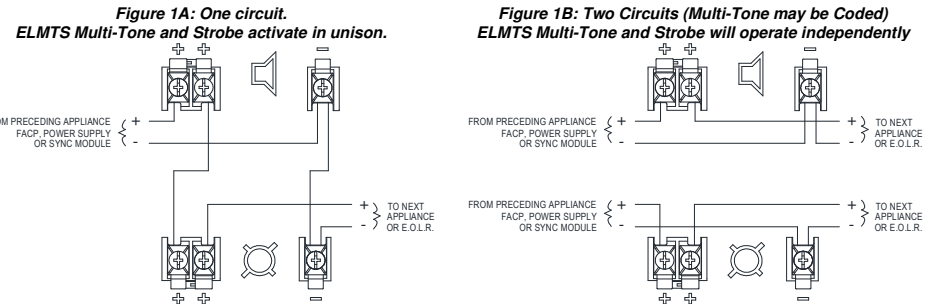 Figure 1A: One circuit.
ELMTS Multi-Tone and Strobe activate in unison.
+ + −
PRECEDING APPLIANCE +
FACP, POWER SUPPLY
OR SYNC MODULE -
+ TO NEXT
APPLIANCE
- OR E.O.L.R.
+ + −
Figure 1B: Two Circuits (Multi-Tone may be Coded)
ELMTS Multi-Tone and Strobe will operate independently
+ + −
FROM PRECEDING APPLIANCE +
FACP, POWER SUPPLY
OR SYNC MODULE -
+ TO NEXT
APPLIANCE
- OR E.O.L.R.
FROM PRECEDING APPLIANCE +
FACP, POWER SUPPLY
OR SYNC MODULE -
+ TO NEXT
APPLIANCE
- OR E.O.L.R.
+ + −